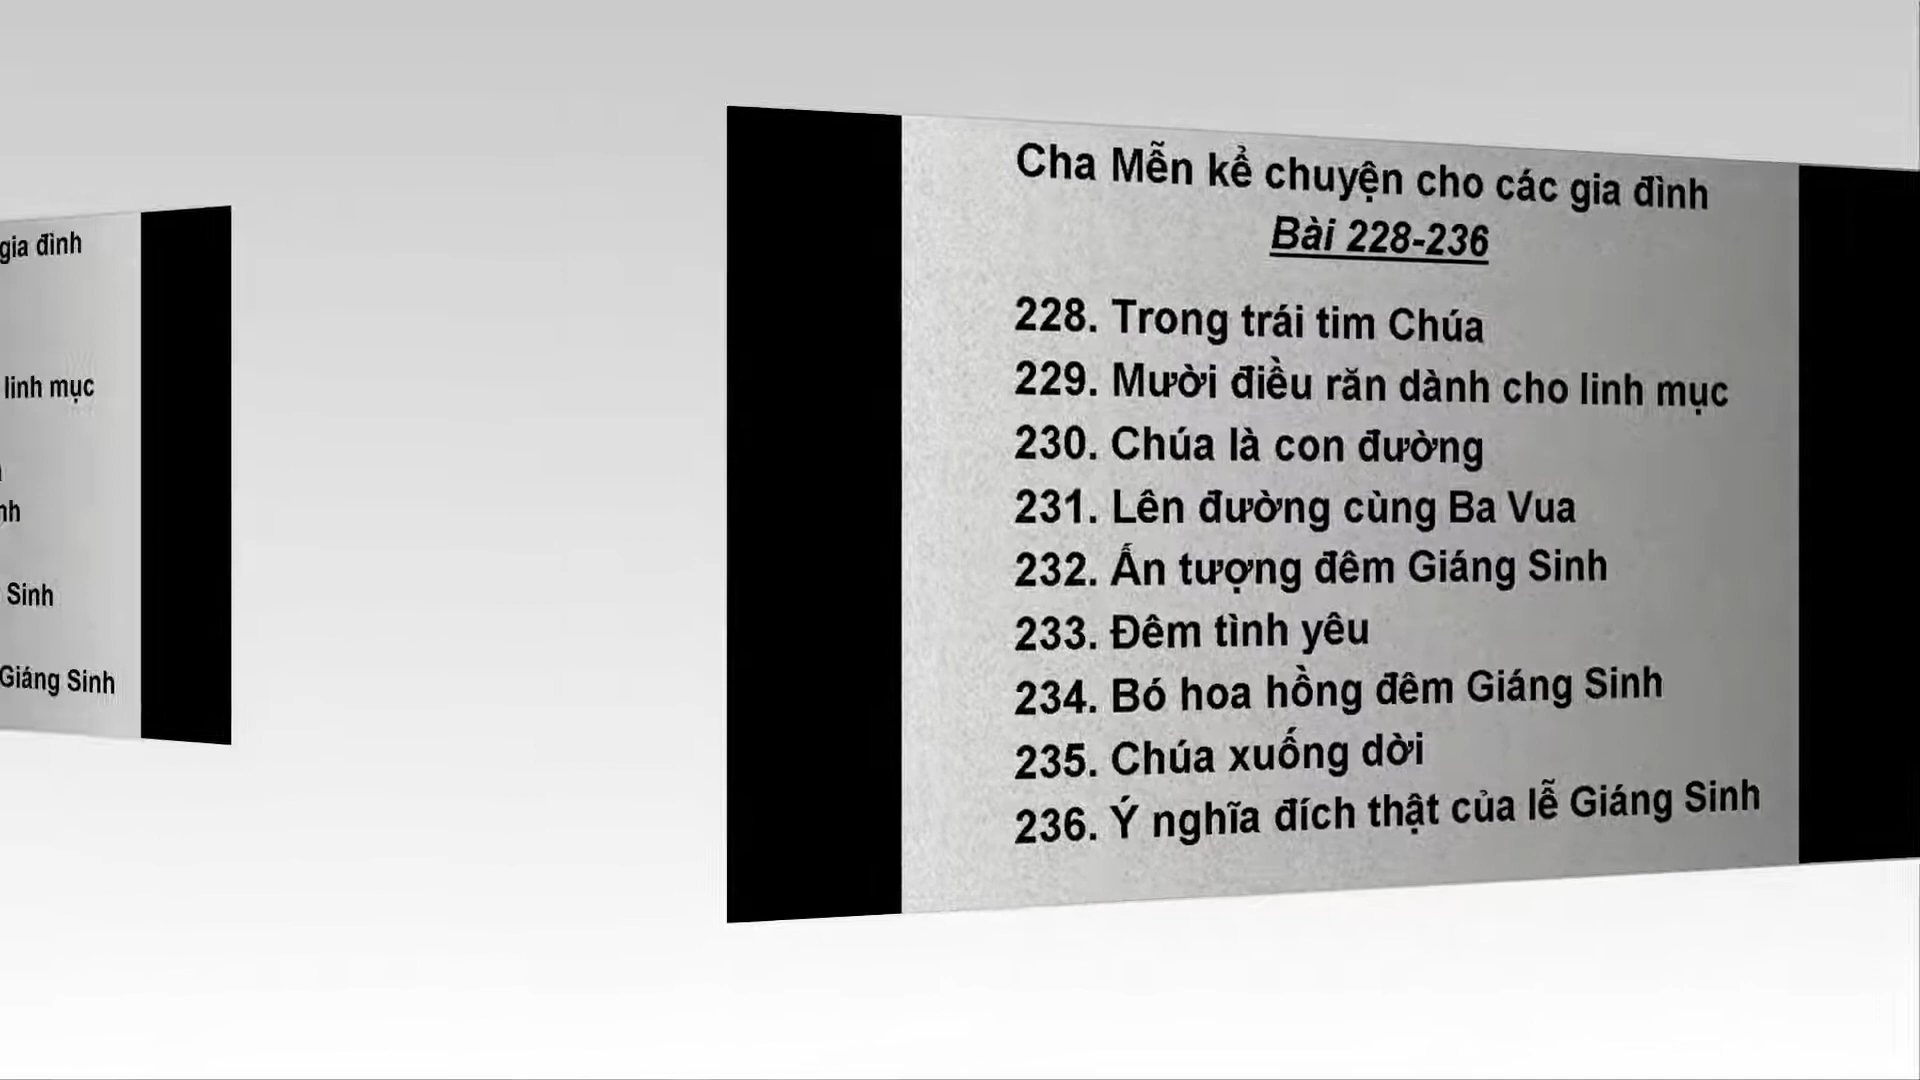 gia đình
linh mục
Sinh
Giáng Sinh
Cha Mễn kể chuyện cho các gia đình
Bài 228-236
228. Trong trái tim Chúa
229. Mười điều răn dành cho linh mục
230. Chúa là con đường
231. Lên đường cùng Ba Vua
232. Ấn tượng đêm Giáng Sinh
233. Đêm tình yêu
234. Bó hoa hồng đêm Giáng Sinh
235. Chúa xuống dời
236. Ý nghĩa đích thật của lễ Giáng Sinh